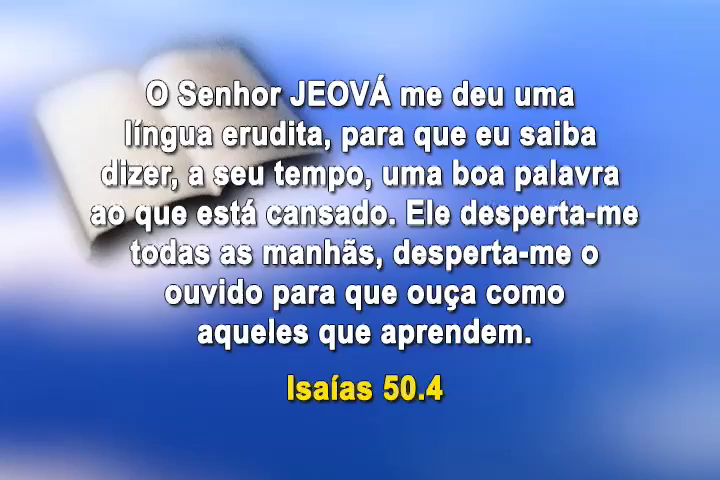 O Senhor JEOVÁ me deu uma
língua erudita, para que eu saiba
dizer, a seu tempo, uma boa palavra
ao que está cansado. Ele desperta-me
todas as manhãs, desperta-me o
ouvido para que ouça como
aqueles que aprendem.
Isaías 50.4